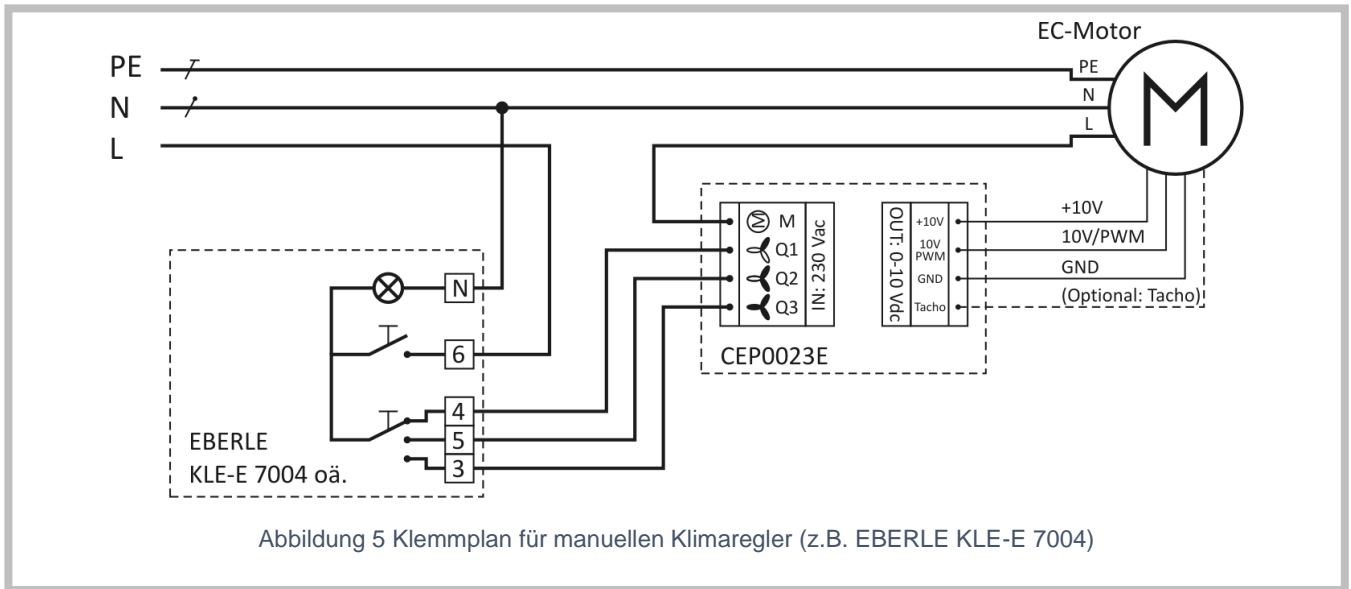 EC-Motor
PE
N
L
PE
N
L
M
M M
Q1
Q2
Q3
IN: 230 Vac
OUT: 0-10 Vdc
+10V
10V
PWM
GND
Tacho
+10V
10V/PWM
GND
(Optional: Tacho)
CEP0023E
N
6
4
5
3
EBERLE
KLE-E 7004 oä.
Abbildung 5 Klemmplan für manuellen Klimaregler (z.B. EBERLE KLE-E 7004)